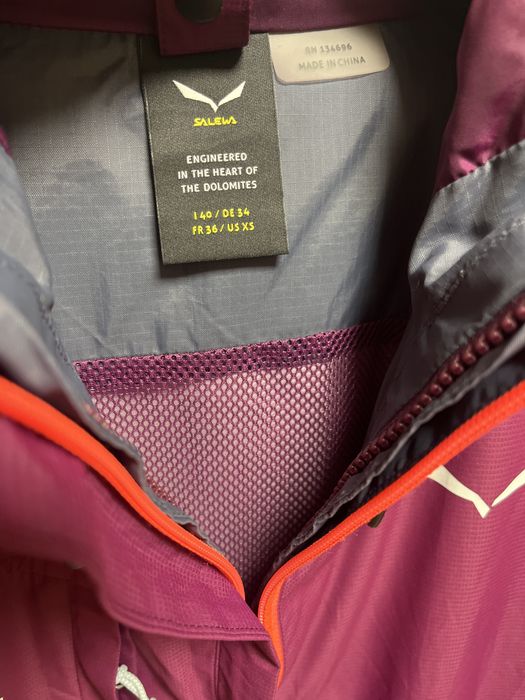 RN 134696
MADE IN CHINA
SALEWA
ENGINEERED
IN THE HEART OF
THE DOLOMITES
I 40 / DE 34
FR 36 / US XS